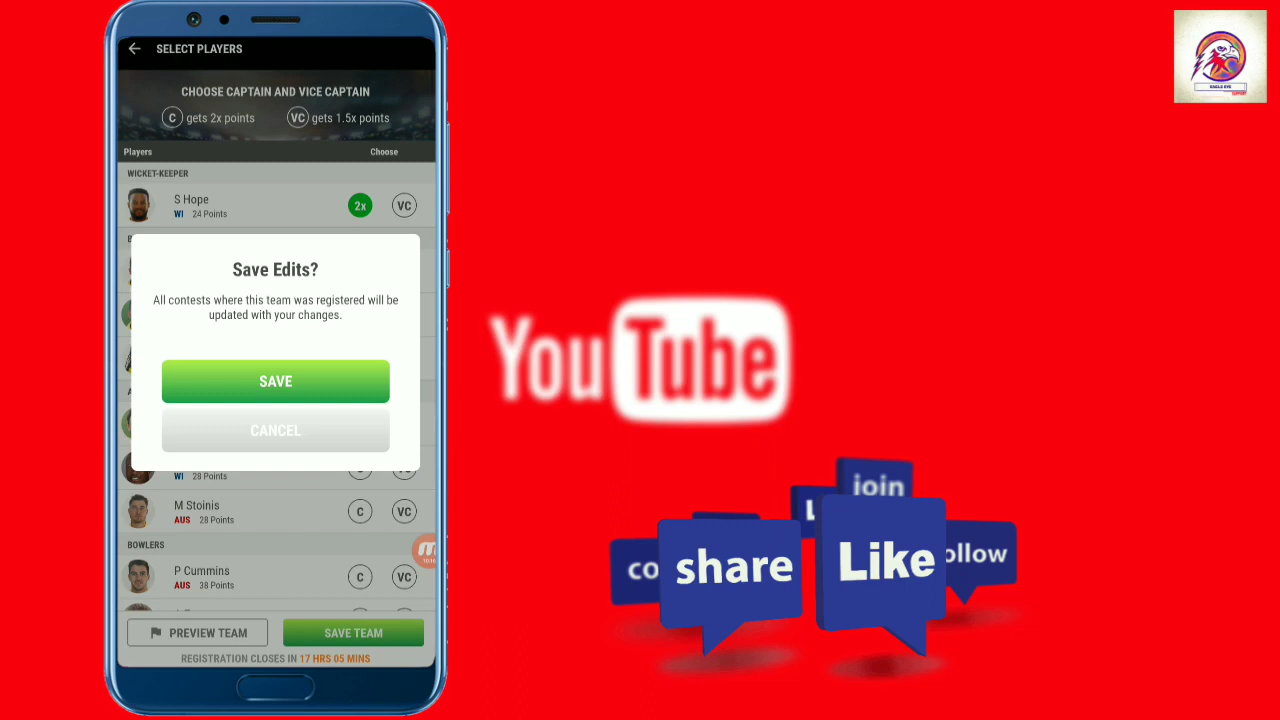 SELECT PLAYERS
CHOOSE CAPTAIN AND VICE CAPTAIN
C gets 2x points VC gets 1.5x points
Players Choose
WICKET-KEEPER
S Hope
2x VC
WI 24 Points
Save Edits?
All contests where this team was registered will be
updated with your changes.
SAVE
CANCEL
WI 28 Points
M Stoinis
C VC
AUS 28 Points
BOWLERS
P Cummins
C VC
AUS 38 Points
PREVIEW TEAM SAVE TEAM
REGISTRATION CLOSES IN 17 HRS 05 MINS
YouTube
join
share
Like
ollow
co
L
EAGLE EYE